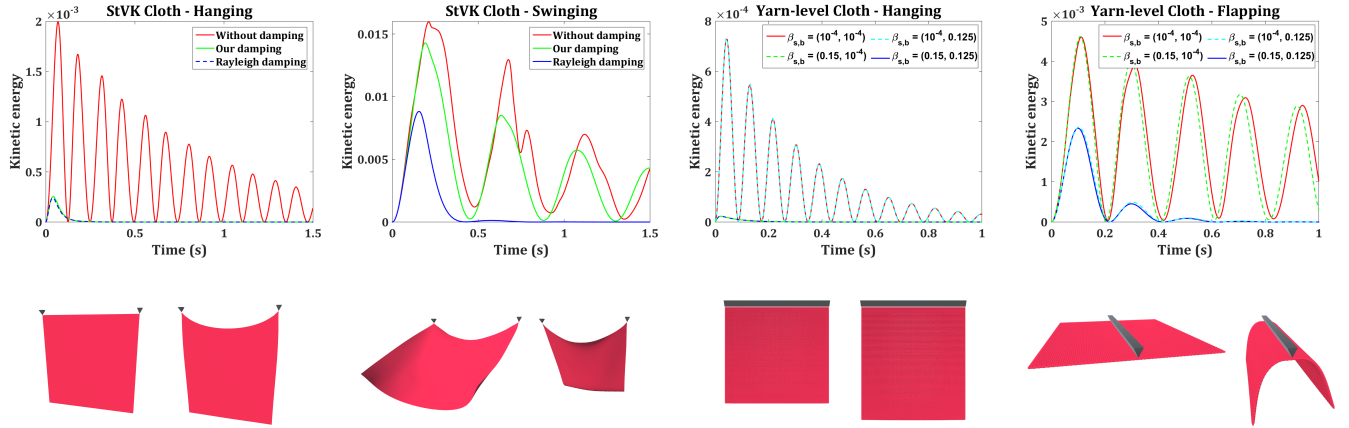 StVK Cloth - Hanging
×10⁻³
2
1.5
1
0.5
0
Kinetic energy
Without damping
Our damping
Rayleigh damping
0
0.5
1
1.5
Time (s)
StVK Cloth - Swinging
0.015
0.01
0.005
0
Kinetic energy
Without damping
Our damping
Rayleigh damping
0
0.5
1
1.5
Time (s)
Yarn-level Cloth - Hanging
×10⁻⁴
8
6
4
2
0
Kinetic energy
β_s,b = (10⁻⁴, 10⁻⁴) β_s,b = (10⁻⁴, 0.125)
β_s,b = (0.15, 10⁻⁴) β_s,b = (0.15, 0.125)
0
0.2
0.4
0.6
0.8
1
Time (s)
Yarn-level Cloth - Flapping
×10⁻³
5
4
3
2
1
0
Kinetic energy
β_s,b = (10⁻⁴, 10⁻⁴) β_s,b = (10⁻⁴, 0.125)
β_s,b = (0.15, 10⁻⁴) β_s,b = (0.15, 0.125)
0
0.2
0.4
0.6
0.8
1
Time (s)